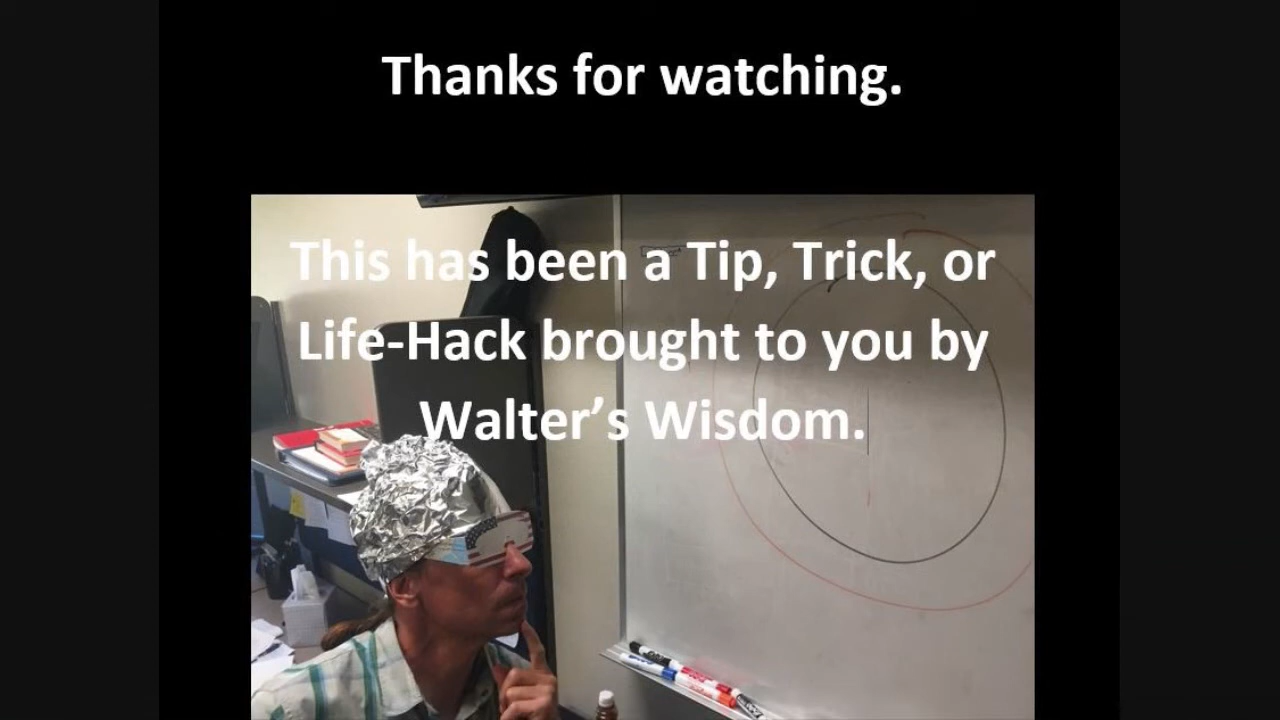 Thanks for watching.
This has been a Tip, Trick, or
Life-Hack brought to you by
Walter’s Wisdom.